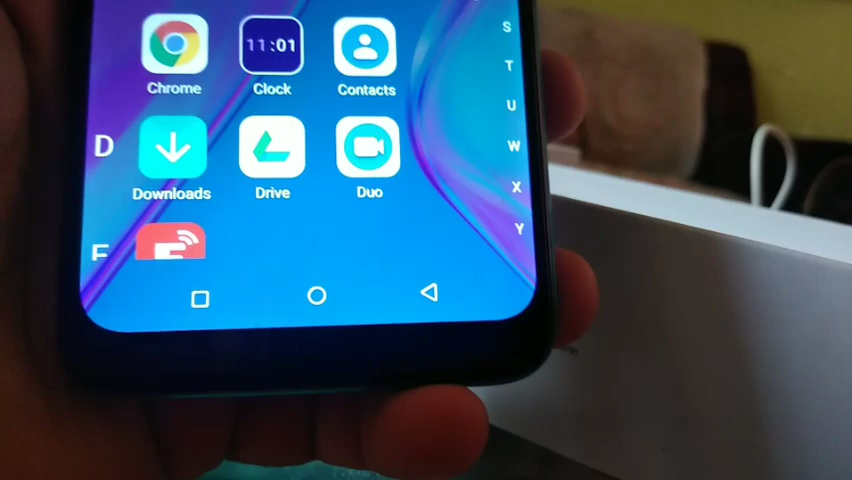 11:01
Chrome
Clock
Contacts
D
Downloads
Drive
Duo
S
T
U
W
X
Y